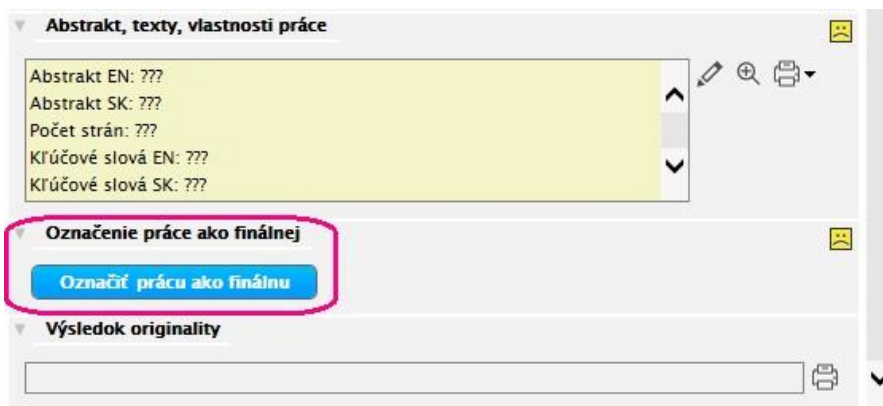 Abstrakt, texty, vlastnosti práce
Abstrakt EN: ???
Abstrakt SK: ???
Počet strán: ???
Kľúčové slová EN: ???
Kľúčové slová SK: ???
Označenie práce ako finálnej
Označiť prácu ako finálnu
Výsledok originality